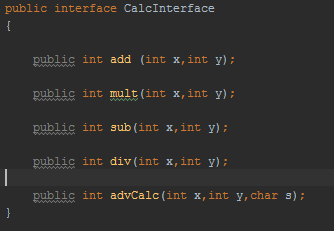 public interface CalcInterface
{
public int add (int x,int y);
public int mult(int x,int y);
public int sub(int x,int y);
public int div(int x,int y);
public int advCalc(int x,int y,char s);
}